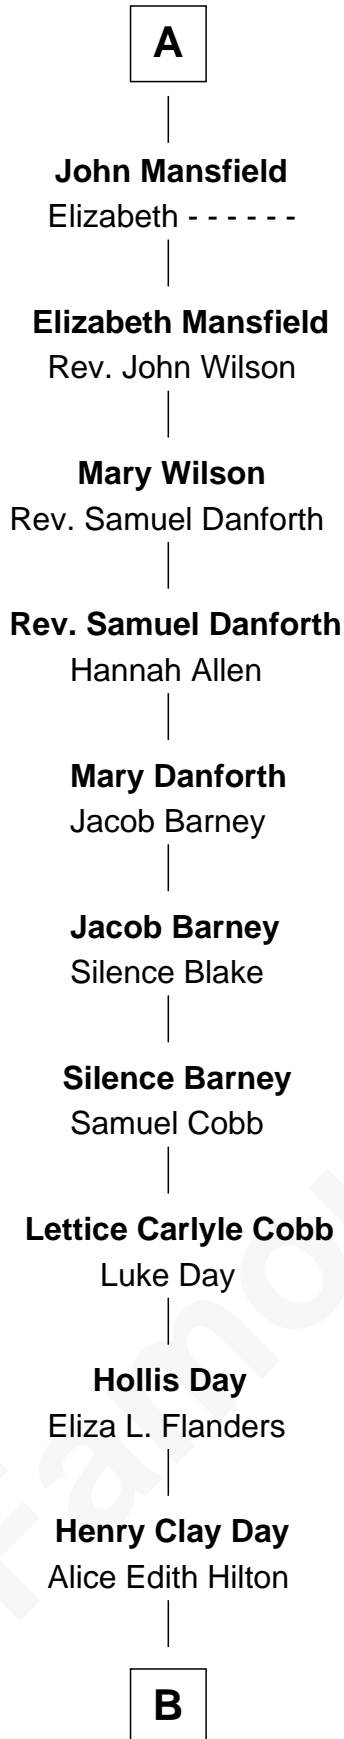 A
John Mansfield
Elizabeth - - - - - -
Elizabeth Mansfield
Rev. John Wilson
Mary Wilson
Rev. Samuel Danforth
Rev. Samuel Danforth
Hannah Allen
Mary Danforth
Jacob Barney
Jacob Barney
Silence Blake
Silence Barney
Samuel Cobb
Lettice Carlyle Cobb
Luke Day
Hollis Day
Eliza L. Flanders
Henry Clay Day
Alice Edith Hilton
B